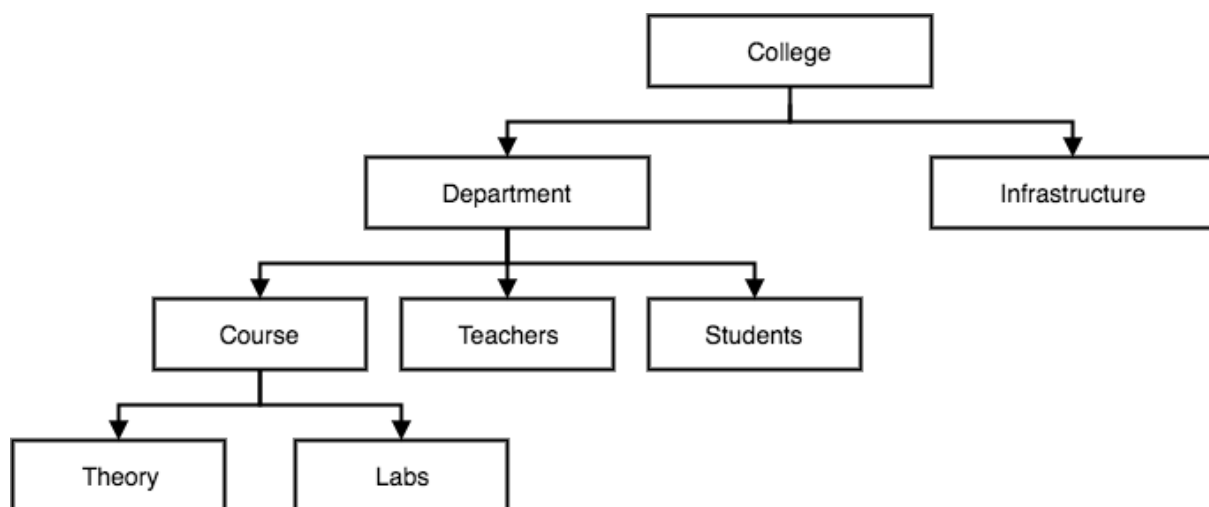 College
Department
Infrastructure
Course
Teachers
Students
Theory
Labs